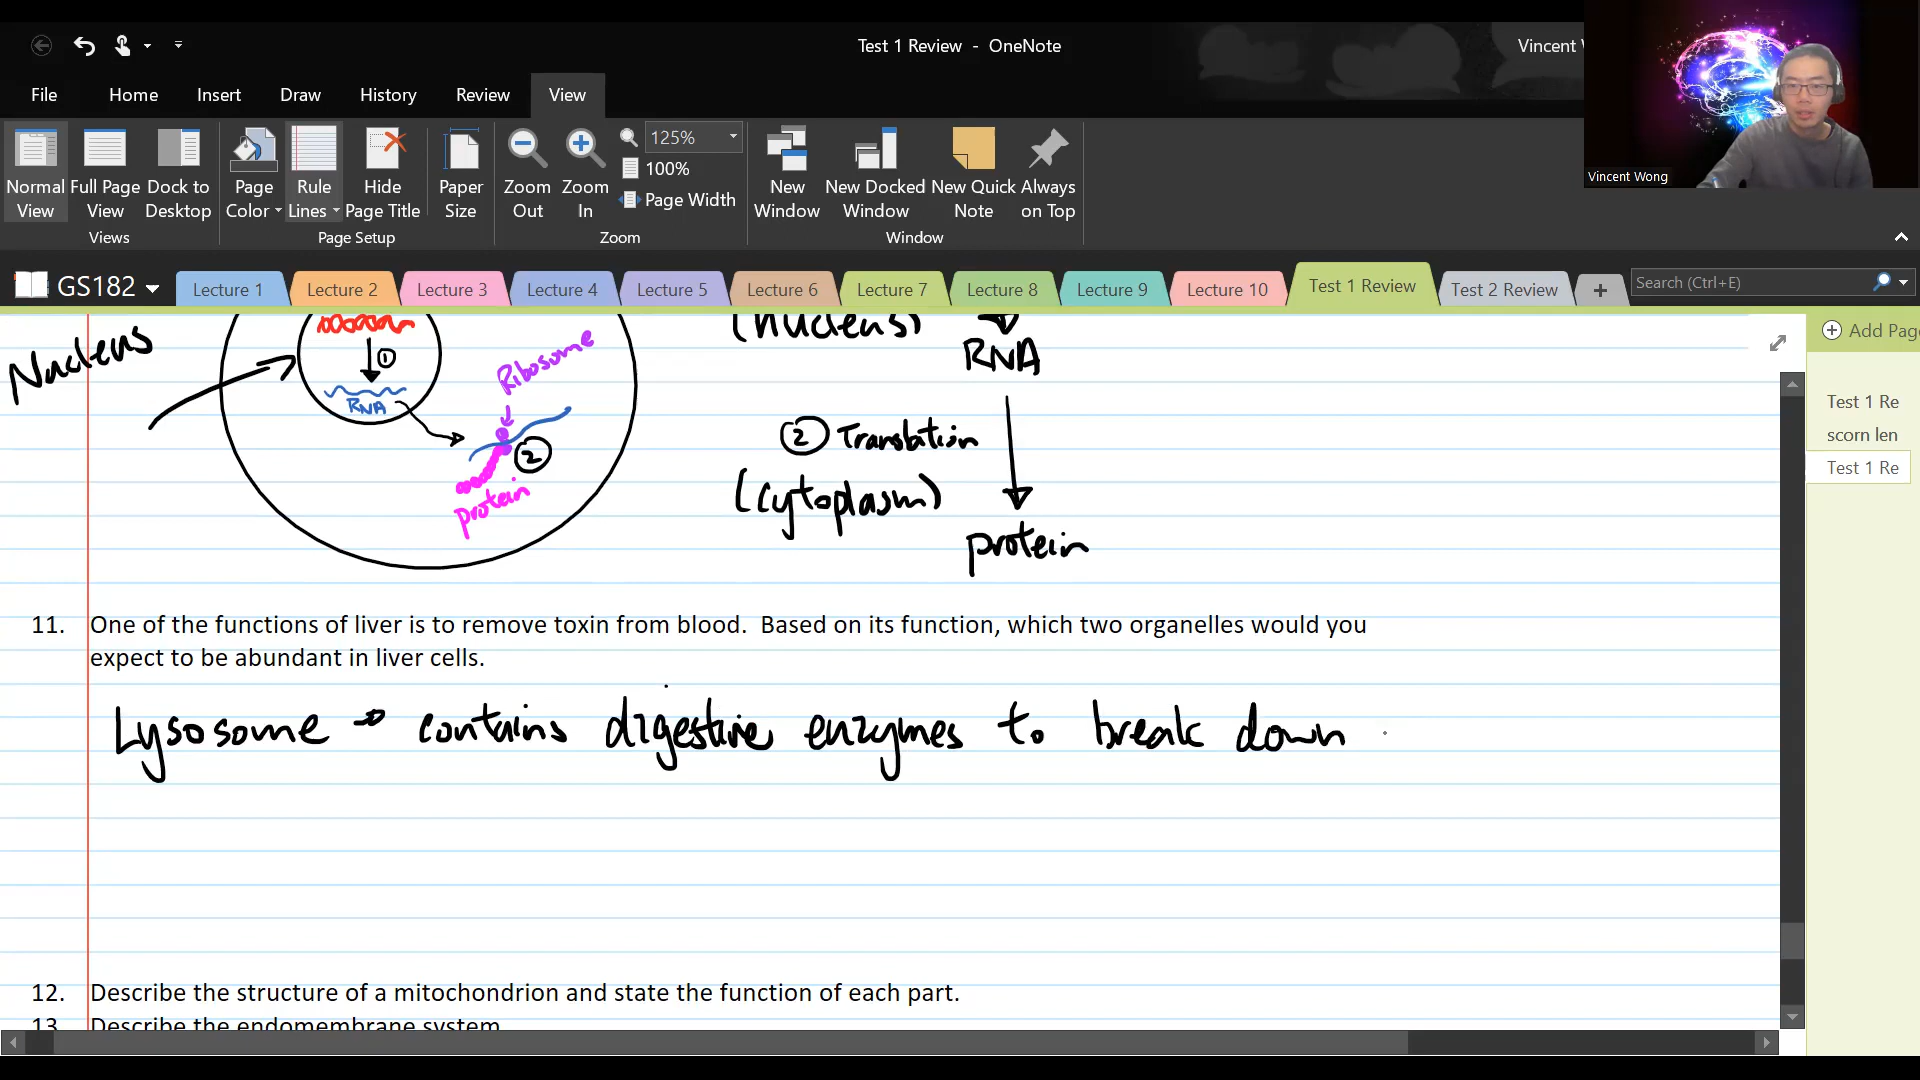 Test 1 Review - OneNote
Vincent W
File Home Insert Draw History Review View
Normal View
Full Page View
Dock to Desktop
Views
Page Color
Rule Lines
Hide Page Title
Paper Size
Page Setup
Zoom Out
Zoom In
125%
100%
Page Width
Zoom
New Window
New Docked Window
New Quick Note
Always on Top
Window
Vincent Wong
GS182
Lecture 1 Lecture 2 Lecture 3 Lecture 4 Lecture 5 Lecture 6 Lecture 7 Lecture 8 Lecture 9 Lecture 10 Test 1 Review Test 2 Review +
Search (Ctrl+E)
Add Page
Test 1 Re
scorn len
Test 1 Re
Nucleus
①
RNA
Ribosome
②
protein
(nucleus)
RNA
② Translation
(cytoplasm)
protein
11. One of the functions of liver is to remove toxin from blood. Based on its function, which two organelles would you
expect to be abundant in liver cells.
Lysosome → contains digestive enzymes to break down
12. Describe the structure of a mitochondrion and state the function of each part.
13. Describe the endomembrane system